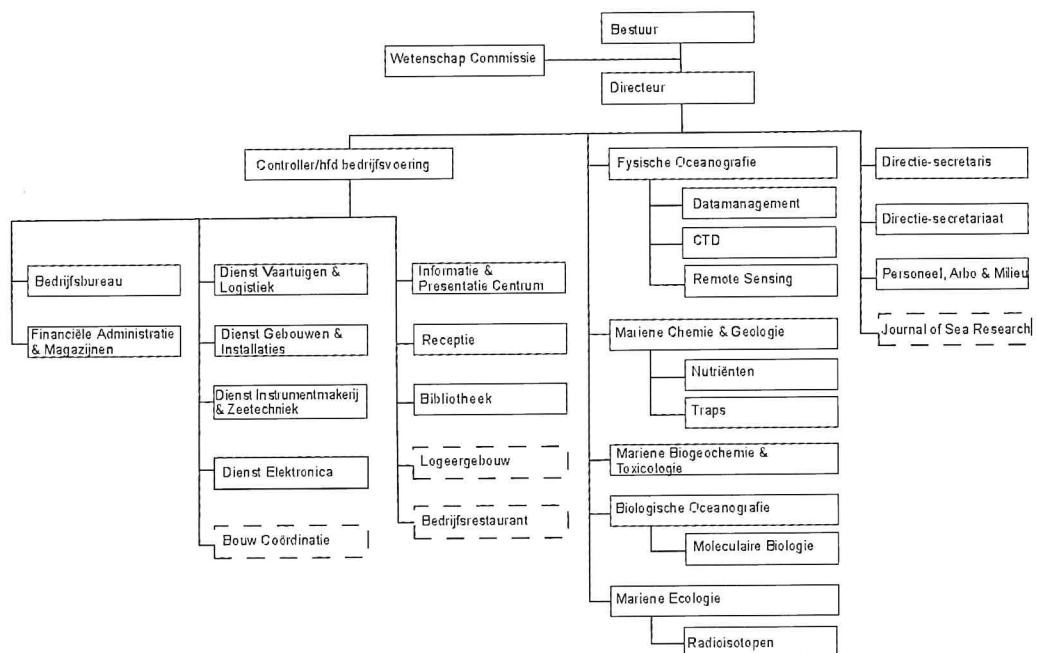 Bestuur
Wetenschap Commissie
Directeur
Controller/hfd bedrijfsvoering
Bedrijfsbureau
Financiële Administratie
& Magazijnen
Dienst Vaartuigen &
Logistiek
Dienst Gebouwen &
Installaties
Dienst Instrumentmakerij
& Zeetechniek
Dienst Elektronica
Bouw Coördinatie
Informatie &
Presentatie Centrum
Receptie
Bibliotheek
Logeergebouw
Bedrijfsrestaurant
Fysische Oceanografie
Datamanagement
CTD
Remote Sensing
Mariene Chemie & Geologie
Nutriënten
Traps
Mariene Biogeochemie &
Toxicologie
Biologische Oceanografie
Moleculaire Biologie
Mariene Ecologie
Radioisotopen
Directie-secretaris
Directie-secretariaat
Personeel, Arbo & Milieu
Journal of Sea Research